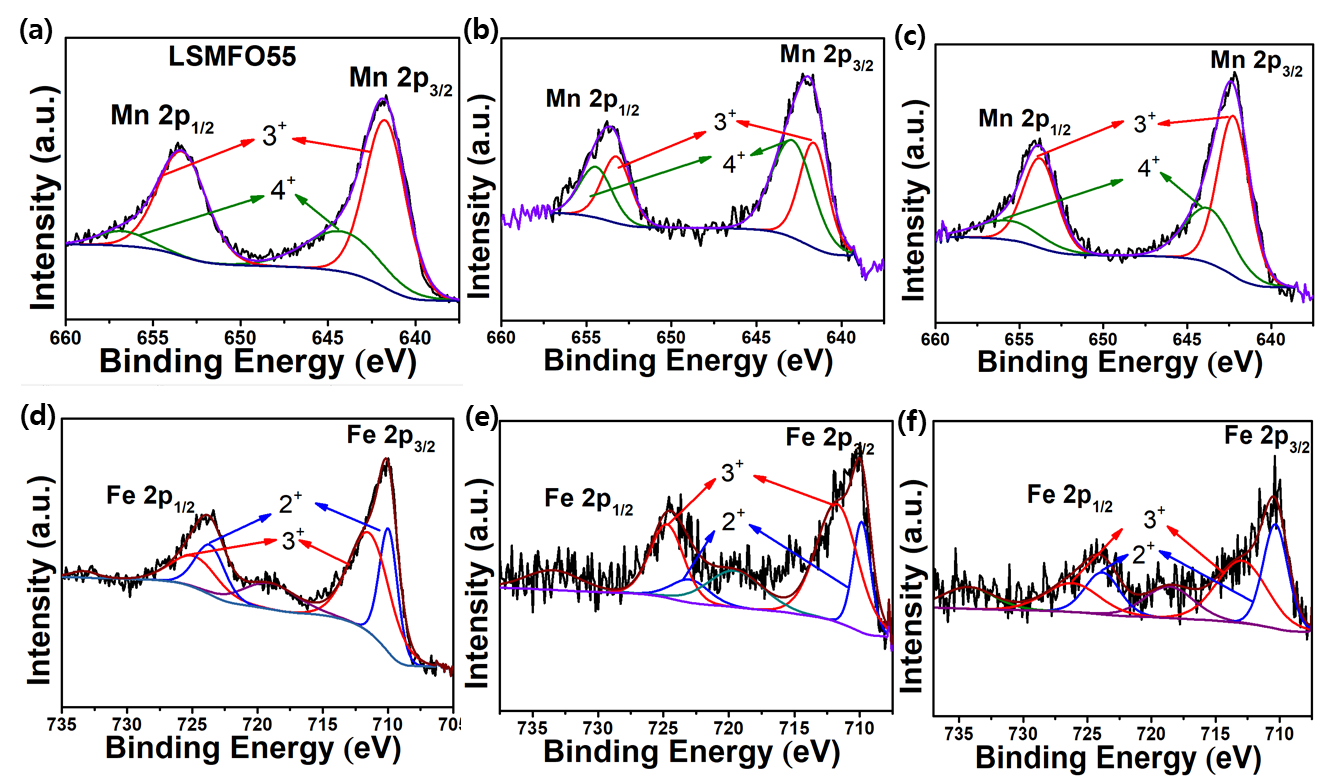 (a)
LSMFO55
Mn 2p1/2
Mn 2p3/2
3+
4+
Intensity (a.u.)
660 655 650 645 640
Binding Energy (eV)
(b)
Mn 2p1/2
Mn 2p3/2
3+
4+
Intensity (a.u.)
660 655 650 645 640
Binding Energy (eV)
(c)
Mn 2p1/2
Mn 2p3/2
3+
4+
Intensity (a.u.)
660 655 650 645 640
Binding Energy (eV)
(d)
Fe 2p1/2
Fe 2p3/2
2+
3+
Intensity (a.u.)
735 730 725 720 715 710 705
Binding Energy (eV)
(e)
Fe 2p1/2
Fe 2p3/2
3+
2+
Intensity (a.u.)
735 730 725 720 715 710
Binding Energy (eV)
(f)
Fe 2p1/2
Fe 2p3/2
3+
2+
Intensity (a.u.)
735 730 725 720 715 710
Binding Energy (eV)